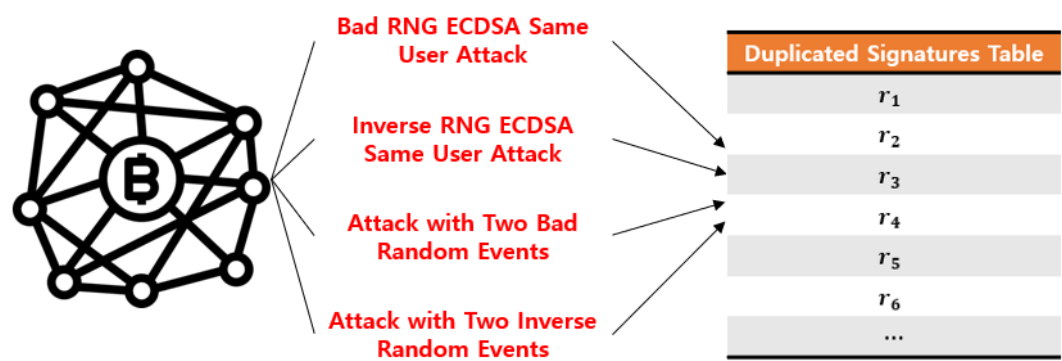 Bad RNG ECDSA Same
User Attack
Inverse RNG ECDSA
Same User Attack
Attack with Two Bad
Random Events
Attack with Two Inverse
Random Events
Duplicated Signatures Table
r₁
r₂
r₃
r₄
r₅
r₆
...